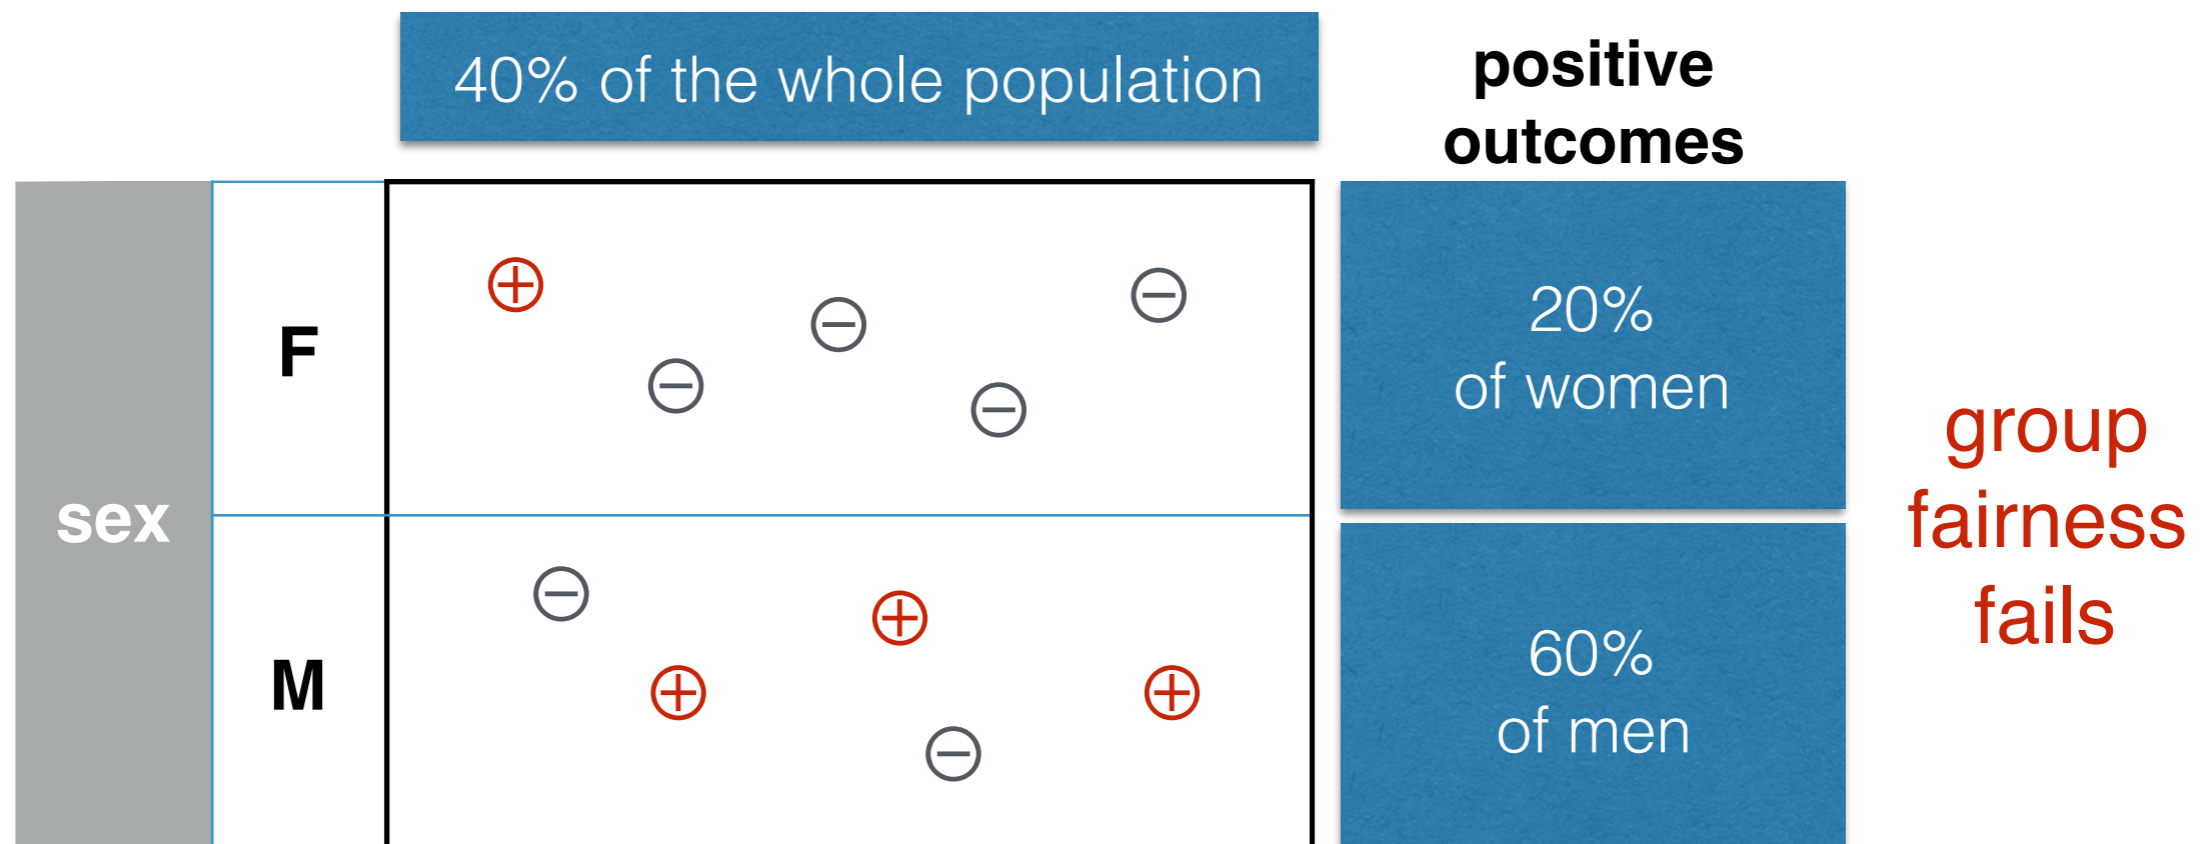 40% of the whole population
positive
outcomes
sex
F
20%
of women
M
60%
of men
group
fairness
fails